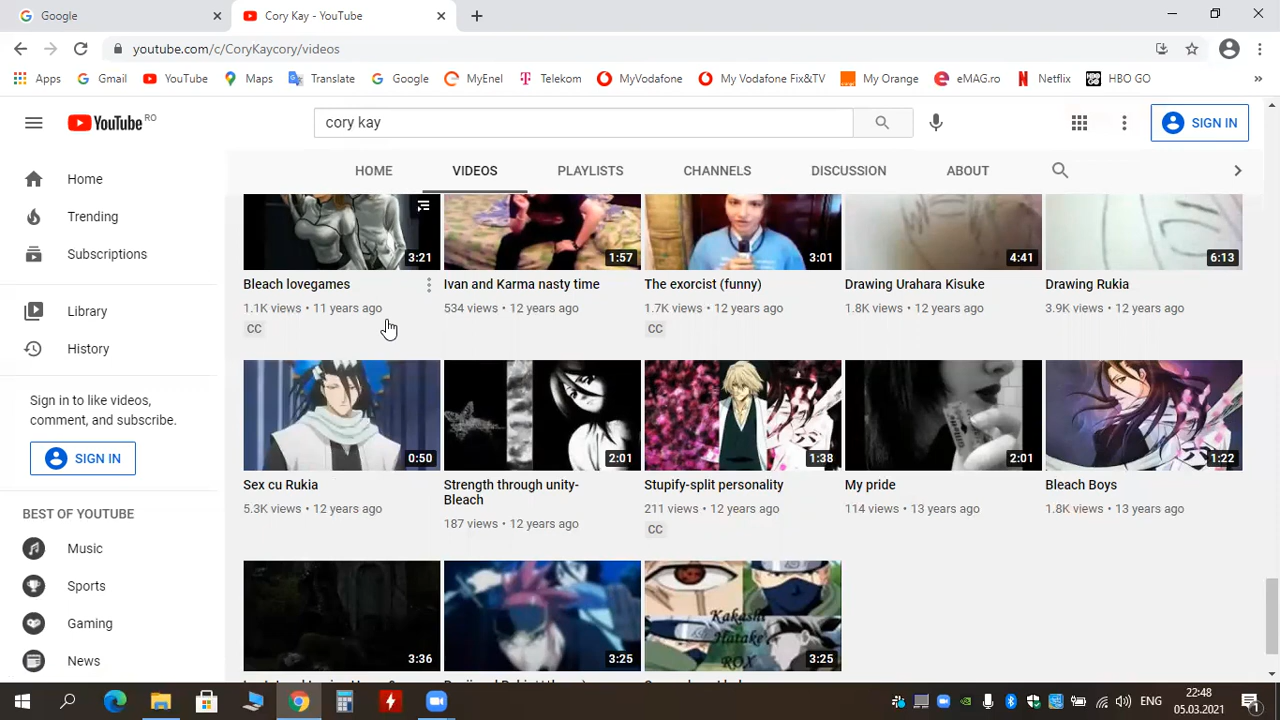 Google
Cory Kay - YouTube
youtube.com/c/CoryKaycory/videos
Apps
Gmail
YouTube
Maps
Translate
Google
MyEnel
Telekom
MyVodafone
My Vodafone Fix&TV
My Orange
eMAG.ro
Netflix
HBO GO
YouTube RO
cory kay
SIGN IN
HOME
VIDEOS
PLAYLISTS
CHANNELS
DISCUSSION
ABOUT
Home
Trending
Subscriptions
Library
History
Sign in to like videos,
comment, and subscribe.
SIGN IN
BEST OF YOUTUBE
Music
Sports
Gaming
News
3:21
1:57
3:01
4:41
6:13
Bleach lovegames
1.1K views • 11 years ago
CC
Ivan and Karma nasty time
534 views • 12 years ago
The exorcist (funny)
1.7K views • 12 years ago
CC
Drawing Urahara Kisuke
1.8K views • 12 years ago
Drawing Rukia
3.9K views • 12 years ago
0:50
2:01
1:38
2:01
1:22
Sex cu Rukia
5.3K views • 12 years ago
Strength through unity-
Bleach
187 views • 12 years ago
Stupify-split personality
211 views • 12 years ago
CC
My pride
114 views • 13 years ago
Bleach Boys
1.8K views • 13 years ago
3:36
3:25
Kakashi
Hatake
ROX
3:25
ENG
22:48
05.03.2021